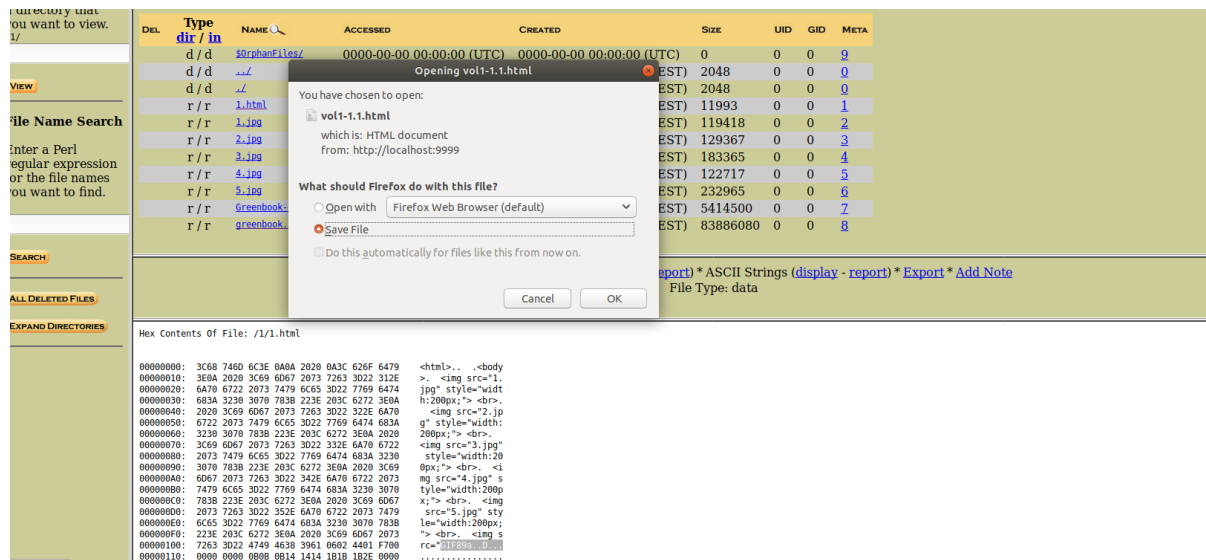 directory that
you want to view.
1/
VIEW
File Name Search
Enter a Perl
regular expression
for the file names
you want to find.
SEARCH
ALL DELETED FILES
EXPAND DIRECTORIES
DEL Type dir / in NAME ACCESSED CREATED SIZE UID GID META
d / d $OrphanFiles/ 0000-00-00 00:00:00 (UTC) 0000-00-00 00:00:00 (UTC) 0 0 0 9
d / d ../ EST) 2048 0 0 0
d / d ./ EST) 2048 0 0 0
r / r 1.html EST) 11993 0 0 1
r / r 1.jpg EST) 119418 0 0 2
r / r 2.jpg EST) 129367 0 0 3
r / r 3.jpg EST) 183365 0 0 4
r / r 4.jpg EST) 122717 0 0 5
r / r 5.jpg EST) 232965 0 0 6
r / r Greenbook- EST) 5414500 0 0 7
r / r greenbook. EST) 83886080 0 0 8
Opening vol1-1.1.html
You have chosen to open:
vol1-1.1.html
which is: HTML document
from: http://localhost:9999
What should Firefox do with this file?
Open with Firefox Web Browser (default)
Save File
Do this automatically for files like this from now on.
Cancel OK
report) * ASCII Strings (display - report) * Export * Add Note
File Type: data
Hex Contents Of File: /1/1.html
00000000: 3C68 746D 6C3E 0A0A 2020 0A3C 626F 6479 <html>.. .<body
00000010: 3E0A 2020 3C69 6D67 2073 7263 3D22 312E >. <img src="1.
00000020: 6A70 6722 2073 7479 6C65 3D22 7769 6474 jpg" style="widt
00000030: 683A 3230 3070 783B 223E 203C 6272 3E0A h:200px;"> <br>.
00000040: 2020 3C69 6D67 2073 7263 3D22 322E 6A70 <img src="2.jp
00000050: 6722 2073 7479 6C65 3D22 7769 6474 683A g" style="width:
00000060: 3230 3070 783B 223E 203C 6272 3E0A 2020 200px;"> <br>.
00000070: 3C69 6D67 2073 7263 3D22 332E 6A70 6722 <img src="3.jpg"
00000080: 2073 7479 6C65 3D22 7769 6474 683A 3230 style="width:20
00000090: 3070 783B 223E 203C 6272 3E0A 2020 3C69 0px;"> <br>. <i
000000A0: 6D67 2073 7263 3D22 342E 6A70 6722 2073 mg src="4.jpg" s
000000B0: 7479 6C65 3D22 7769 6474 683A 3230 3070 tyle="width:200p
000000C0: 783B 223E 203C 6272 3E0A 2020 3C69 6D67 x;"> <br>. <img
000000D0: 2073 7263 3D22 352E 6A70 6722 2073 7479 src="5.jpg" sty
000000E0: 6C65 3D22 7769 6474 683A 3230 3070 783B le="width:200px;
000000F0: 223E 203C 6272 3E0A 2020 3C69 6D67 2073 "> <br>. <img s
00000100: 7263 3D22 4749 4638 3961 0602 4401 F700 rc="GIF89a..D...
00000110: 0000 0000 0B0B 0B14 1414 1B1B 1B2E 0000 ................